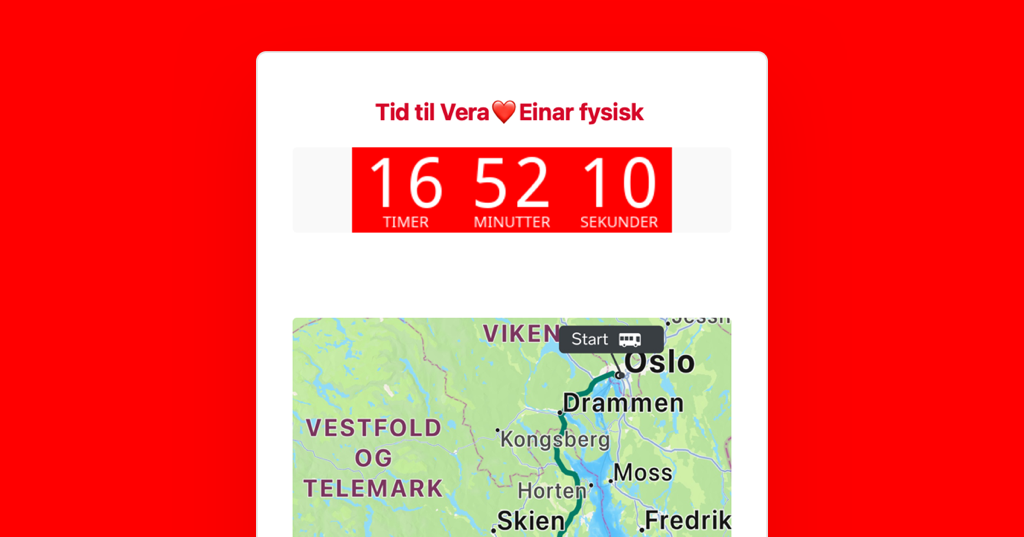 Tid til Vera❤️Einar fysisk
16 52 10
TIMER MINUTTER SEKUNDER
VIKEN
Start
Oslo
Drammen
VESTFOLD
OG
TELEMARK
Kongsberg
Moss
Horten
Skien
Fredrik